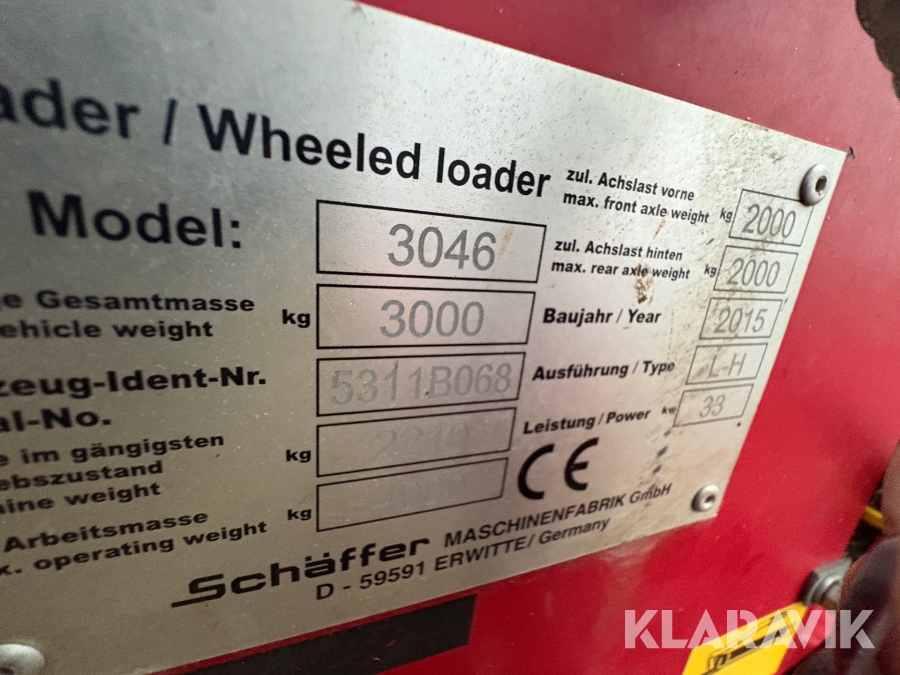 ader / Wheeled loader
zul. Achslast vorne
max. front axle weight kg 2000
Model: 3046
zul. Achslast hinten
max. rear axle weight kg 2000
e Gesamtmasse
ehicle weight kg 3000
Baujahr / Year 2015
zeug-Ident-Nr.
al-No. 5311B068
Ausführung / Type L-H
Leistung / Power kw 33
e im gängigsten
ebszustand
ine weight kg
CE
Arbeitsmasse
x. operating weight kg
Schäffer MASCHINENFABRIK GmbH
D - 59591 ERWITTE / Germany
KLARAVIK